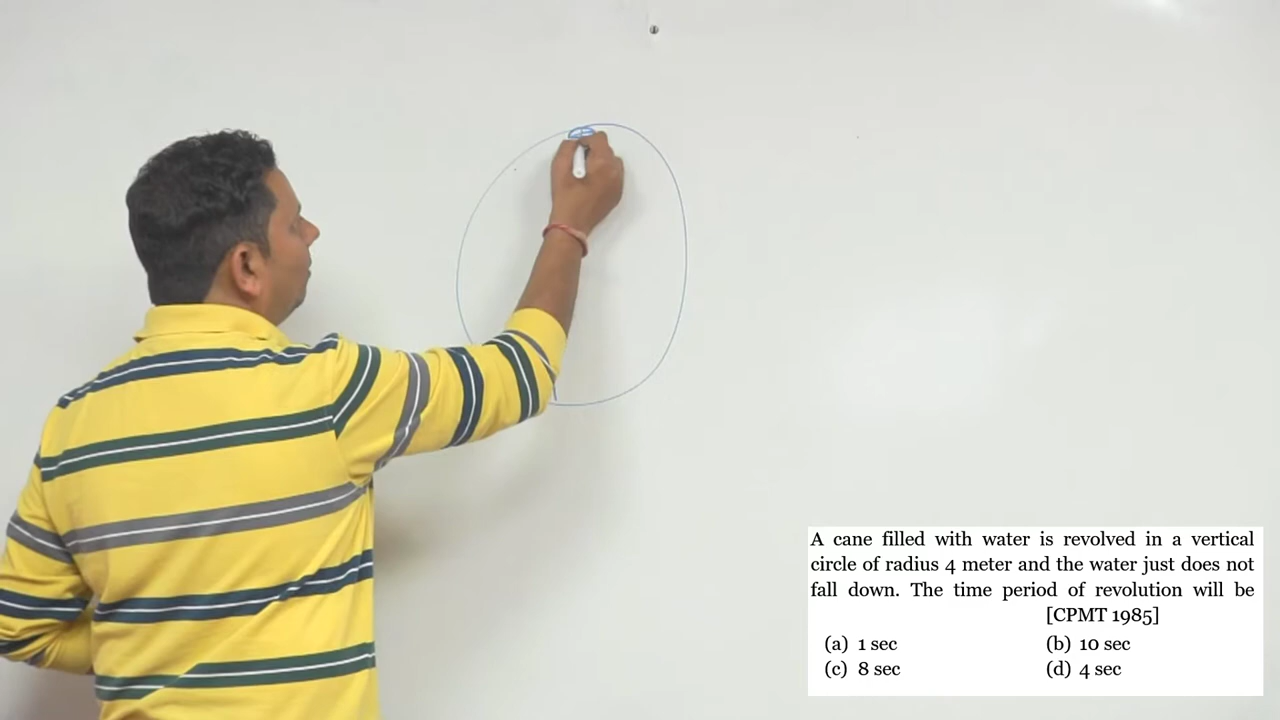 A cane filled with water is revolved in a vertical
circle of radius 4 meter and the water just does not
fall down. The time period of revolution will be
[CPMT 1985]
(a) 1 sec (b) 10 sec
(c) 8 sec (d) 4 sec